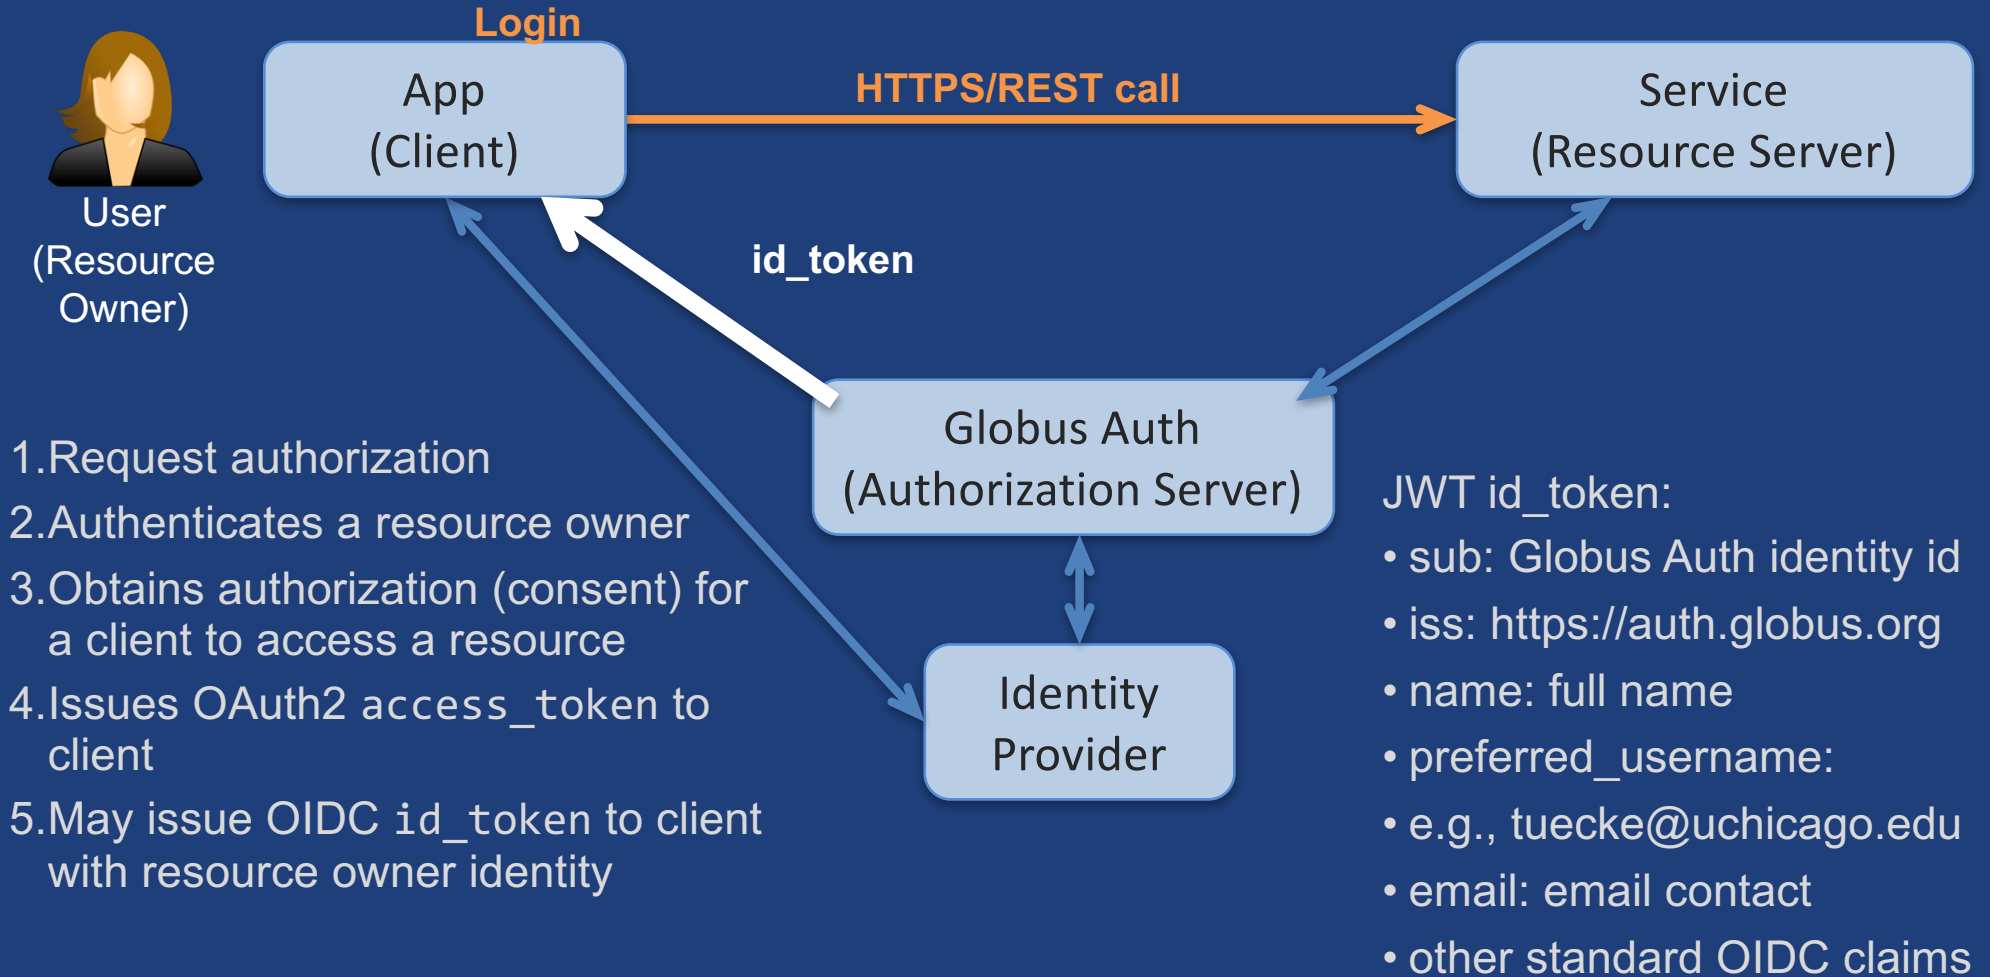 Login
App
(Client)
HTTPS/REST call
Service
(Resource Server)
User
(Resource
Owner)
id_token
Globus Auth
(Authorization Server)
Identity
Provider
1.Request authorization
2.Authenticates a resource owner
3.Obtains authorization (consent) for
a client to access a resource
4.Issues OAuth2 access_token to
client
5.May issue OIDC id_token to client
with resource owner identity
JWT id_token:
• sub: Globus Auth identity id
• iss: https://auth.globus.org
• name: full name
• preferred_username:
• e.g., tuecke@uchicago.edu
• email: email contact
• other standard OIDC claims